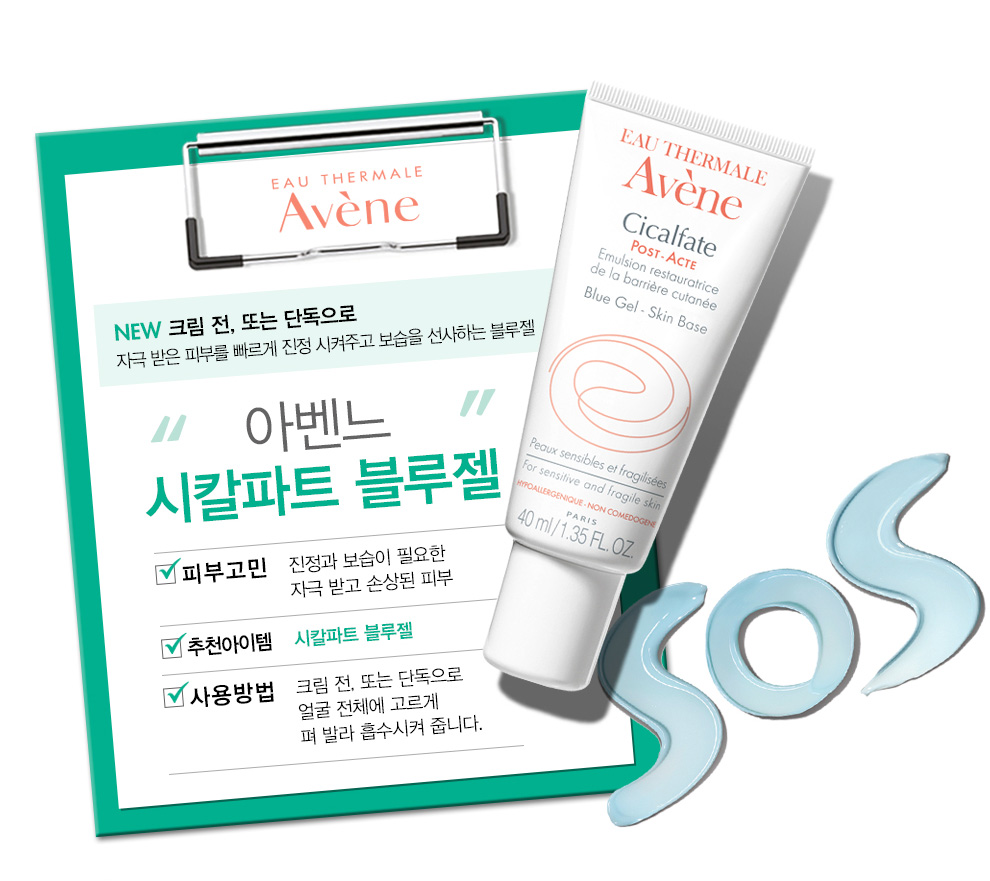 EAU THERMALE
Avène
NEW 크림 전, 또는 단독으로
자극 받은 피부를 빠르게 진정 시켜주고 보습을 선사하는 블루젤
“ 아벤느 ”
시칼파트 블루젤
피부고민 진정과 보습이 필요한
자극 받고 손상된 피부
추천아이템 시칼파트 블루젤
사용방법 크림 전, 또는 단독으로
얼굴 전체에 고르게
펴 발라 흡수시켜 줍니다.
EAU THERMALE
Avène
Cicalfate
POST-ACTE
Emulsion restauratrice
de la barrière cutanée
Blue Gel - Skin Base
Peaux sensibles et fragilisées
For sensitive and fragile skin
HYPOALLERGENIQUE - NON COMEDOGENE
PARIS
40 ml/1.35 FL. OZ.
SOS